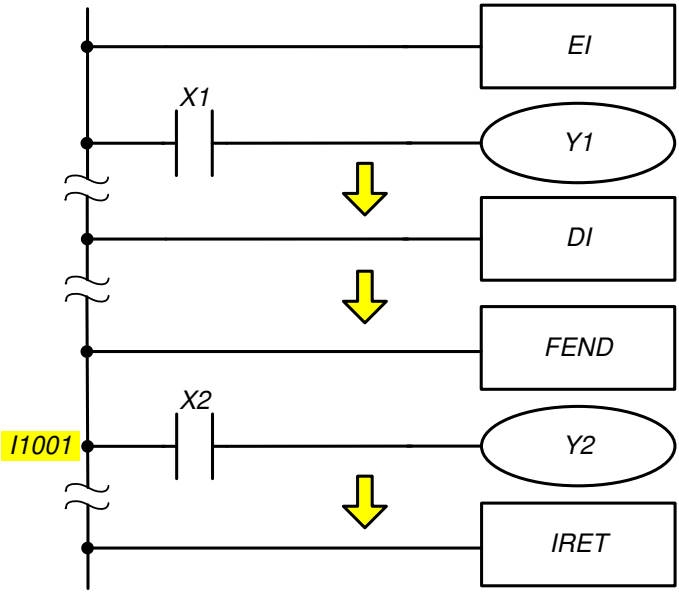 EI
X1
Y1
DI
FEND
X2
I1001
Y2
IRET